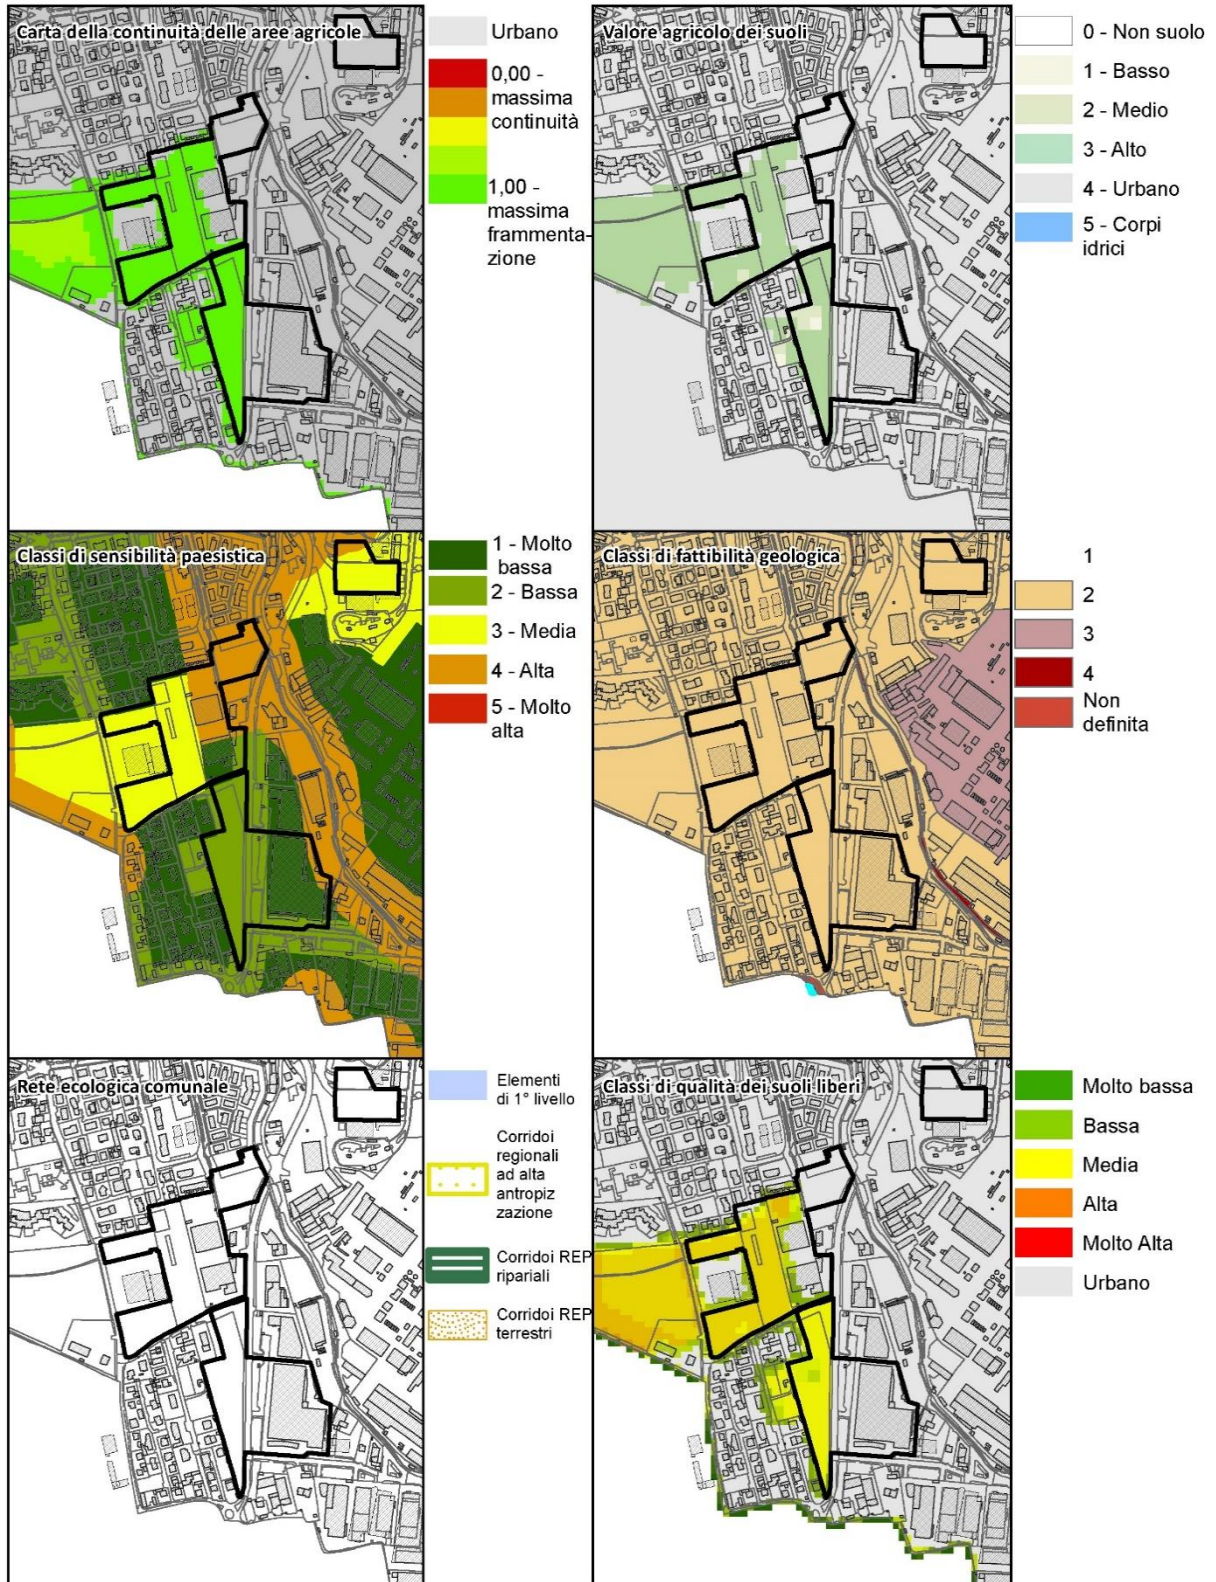 Carta della continuità delle aree agricole
Urbano
0,00 -
massima
continuità
1,00 -
massima
frammenta-
zione
Valore agricolo dei suoli
0 - Non suolo
1 - Basso
2 - Medio
3 - Alto
4 - Urbano
5 - Corpi
idrici
Classi di sensibilità paesistica
1 - Molto
bassa
2 - Bassa
3 - Media
4 - Alta
5 - Molto
alta
Classi di fattibilità geologica
1
2
3
4
Non
definita
Rete ecologica comunale
Elementi
di 1° livello
Corridoi
regionali
ad alta
antropiz
zazione
Corridoi REP
ripariali
Corridoi REP
terrestri
Classi di qualità dei suoli liberi
Molto bassa
Bassa
Media
Alta
Molto Alta
Urbano